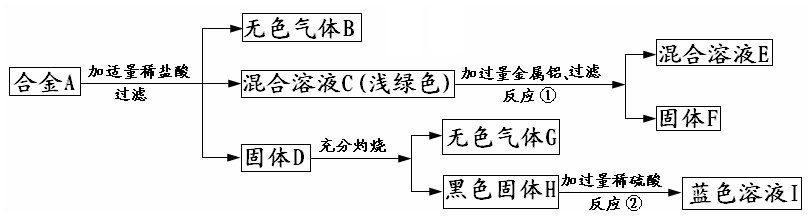 无色气体B
合金A
加适量稀盐酸
过滤
混合溶液C(浅绿色)
加过量金属铝、过滤
反应①
混合溶液E
固体F
固体D
充分灼烧
无色气体G
黑色固体H
加过量稀硫酸
反应②
蓝色溶液I